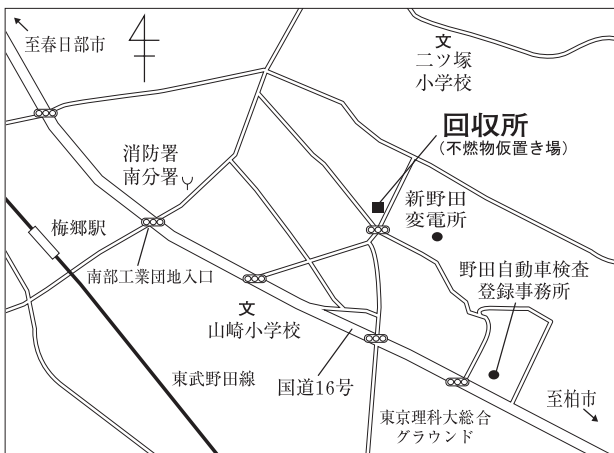 至春日部市
文
二ツ塚
小学校
回収所
(不燃物仮置き場)
消防署
南分署
新野田
変電所
梅郷駅
野田自動車検査
登録事務所
南部工業団地入口
文
山崎小学校
東武野田線
国道16号
至柏市
東京理科大総合
グラウンド